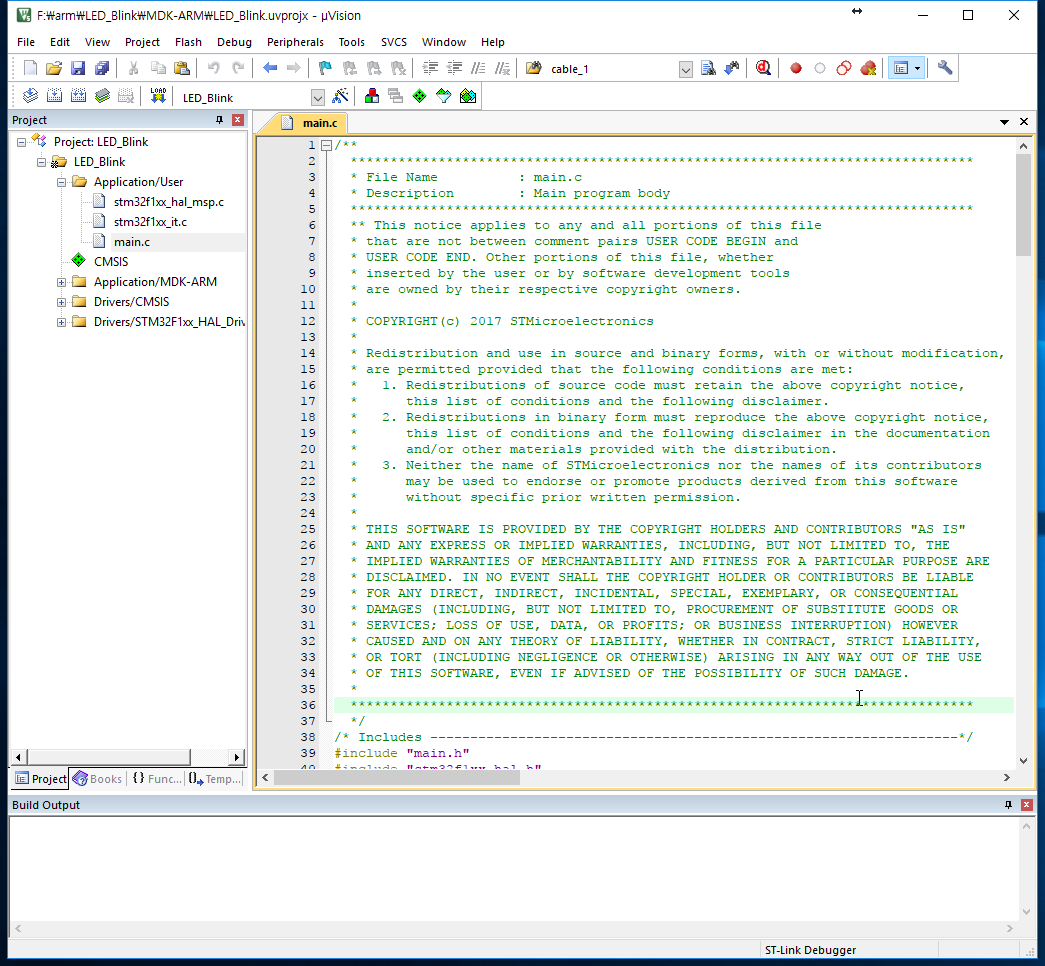 F:₩arm₩LED_Blink₩MDK-ARM₩LED_Blink.uvprojx - µVision
File Edit View Project Flash Debug Peripherals Tools SVCS Window Help
cable_1
LOAD LED_Blink
Project
Project: LED_Blink
LED_Blink
Application/User
stm32f1xx_hal_msp.c
stm32f1xx_it.c
main.c
CMSIS
Application/MDK-ARM
Drivers/CMSIS
Drivers/STM32F1xx_HAL_Driv
Project Books {} Func... Temp...
main.c
1 /**
2 ******************************************************************************
3 * File Name : main.c
4 * Description : Main program body
5 ******************************************************************************
6 ** This notice applies to any and all portions of this file
7 * that are not between comment pairs USER CODE BEGIN and
8 * USER CODE END. Other portions of this file, whether
9 * inserted by the user or by software development tools
10 * are owned by their respective copyright owners.
11 *
12 * COPYRIGHT(c) 2017 STMicroelectronics
13 *
14 * Redistribution and use in source and binary forms, with or without modification,
15 * are permitted provided that the following conditions are met:
16 * 1. Redistributions of source code must retain the above copyright notice,
17 * this list of conditions and the following disclaimer.
18 * 2. Redistributions in binary form must reproduce the above copyright notice,
19 * this list of conditions and the following disclaimer in the documentation
20 * and/or other materials provided with the distribution.
21 * 3. Neither the name of STMicroelectronics nor the names of its contributors
22 * may be used to endorse or promote products derived from this software
23 * without specific prior written permission.
24 *
25 * THIS SOFTWARE IS PROVIDED BY THE COPYRIGHT HOLDERS AND CONTRIBUTORS "AS IS"
26 * AND ANY EXPRESS OR IMPLIED WARRANTIES, INCLUDING, BUT NOT LIMITED TO, THE
27 * IMPLIED WARRANTIES OF MERCHANTABILITY AND FITNESS FOR A PARTICULAR PURPOSE ARE
28 * DISCLAIMED. IN NO EVENT SHALL THE COPYRIGHT HOLDER OR CONTRIBUTORS BE LIABLE
29 * FOR ANY DIRECT, INDIRECT, INCIDENTAL, SPECIAL, EXEMPLARY, OR CONSEQUENTIAL
30 * DAMAGES (INCLUDING, BUT NOT LIMITED TO, PROCUREMENT OF SUBSTITUTE GOODS OR
31 * SERVICES; LOSS OF USE, DATA, OR PROFITS; OR BUSINESS INTERRUPTION) HOWEVER
32 * CAUSED AND ON ANY THEORY OF LIABILITY, WHETHER IN CONTRACT, STRICT LIABILITY,
33 * OR TORT (INCLUDING NEGLIGENCE OR OTHERWISE) ARISING IN ANY WAY OUT OF THE USE
34 * OF THIS SOFTWARE, EVEN IF ADVISED OF THE POSSIBILITY OF SUCH DAMAGE.
35 *
36 ******************************************************************************
37 */
38 /* Includes ------------------------------------------------------------------*/
39 #include "main.h"
40 #include "stm32f1xx_hal.h"
Build Output
ST-Link Debugger